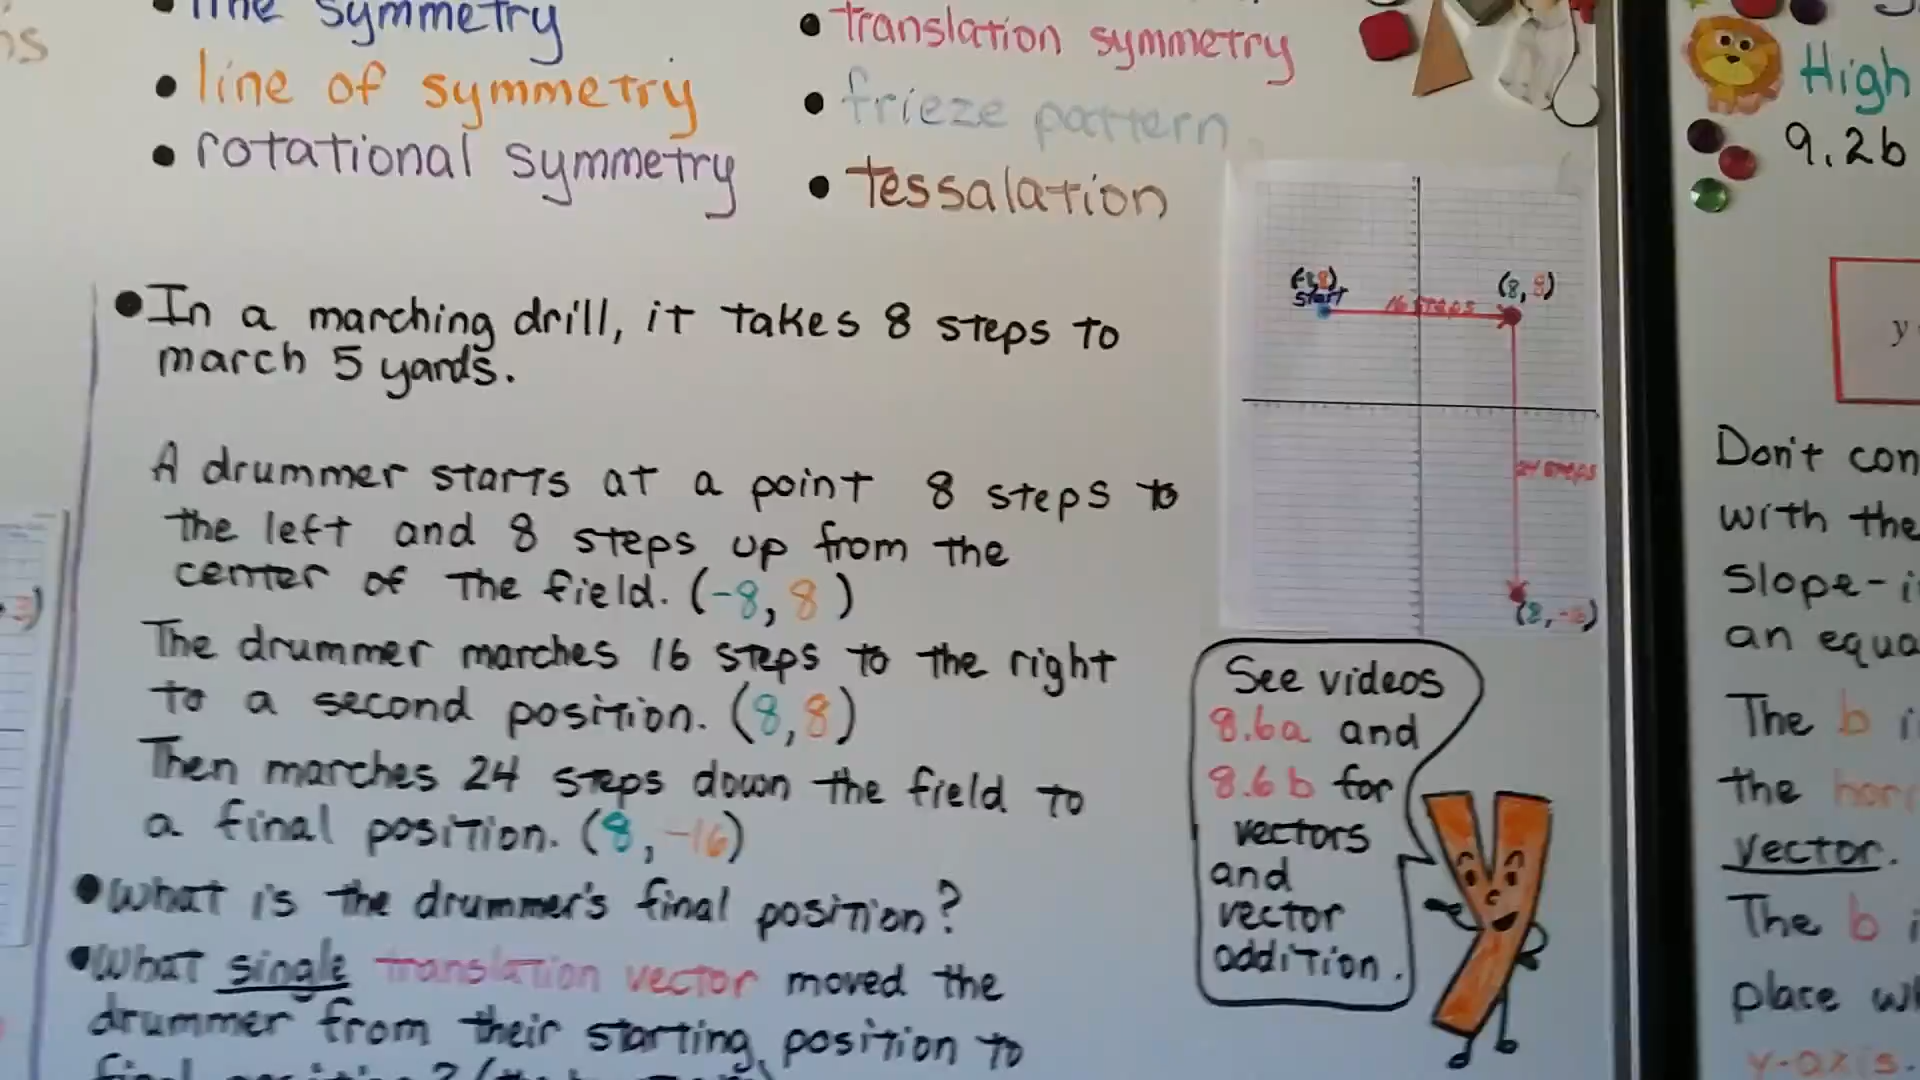 line symmetry
• line of symmetry
• rotational symmetry
• translation symmetry
• frieze pattern
• tessalation
• In a marching drill, it takes 8 steps to
march 5 yards.
A drummer starts at a point 8 steps to
the left and 8 steps up from the
center of the field. (-8, 8)
The drummer marches 16 steps to the right
to a second position. (8,8)
Then marches 24 steps down the field to
a final position. (8, -16)
• What is the drummer's final position?
• What single translation vector moved the
drummer from their starting position to
start
(8, 8)
16 steps
24 steps
See videos
8.6a and
8.6b for
vectors
and
vector
addition.
High
9.2b
y
Don't
with the
slope-
an
The b
the
vector.
The b
place
y-axis.